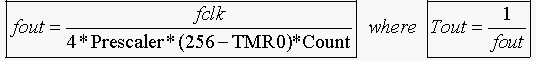 fout = fclk / 4*Prescaler*(256−TMR0)*Count where Tout = 1 / fout